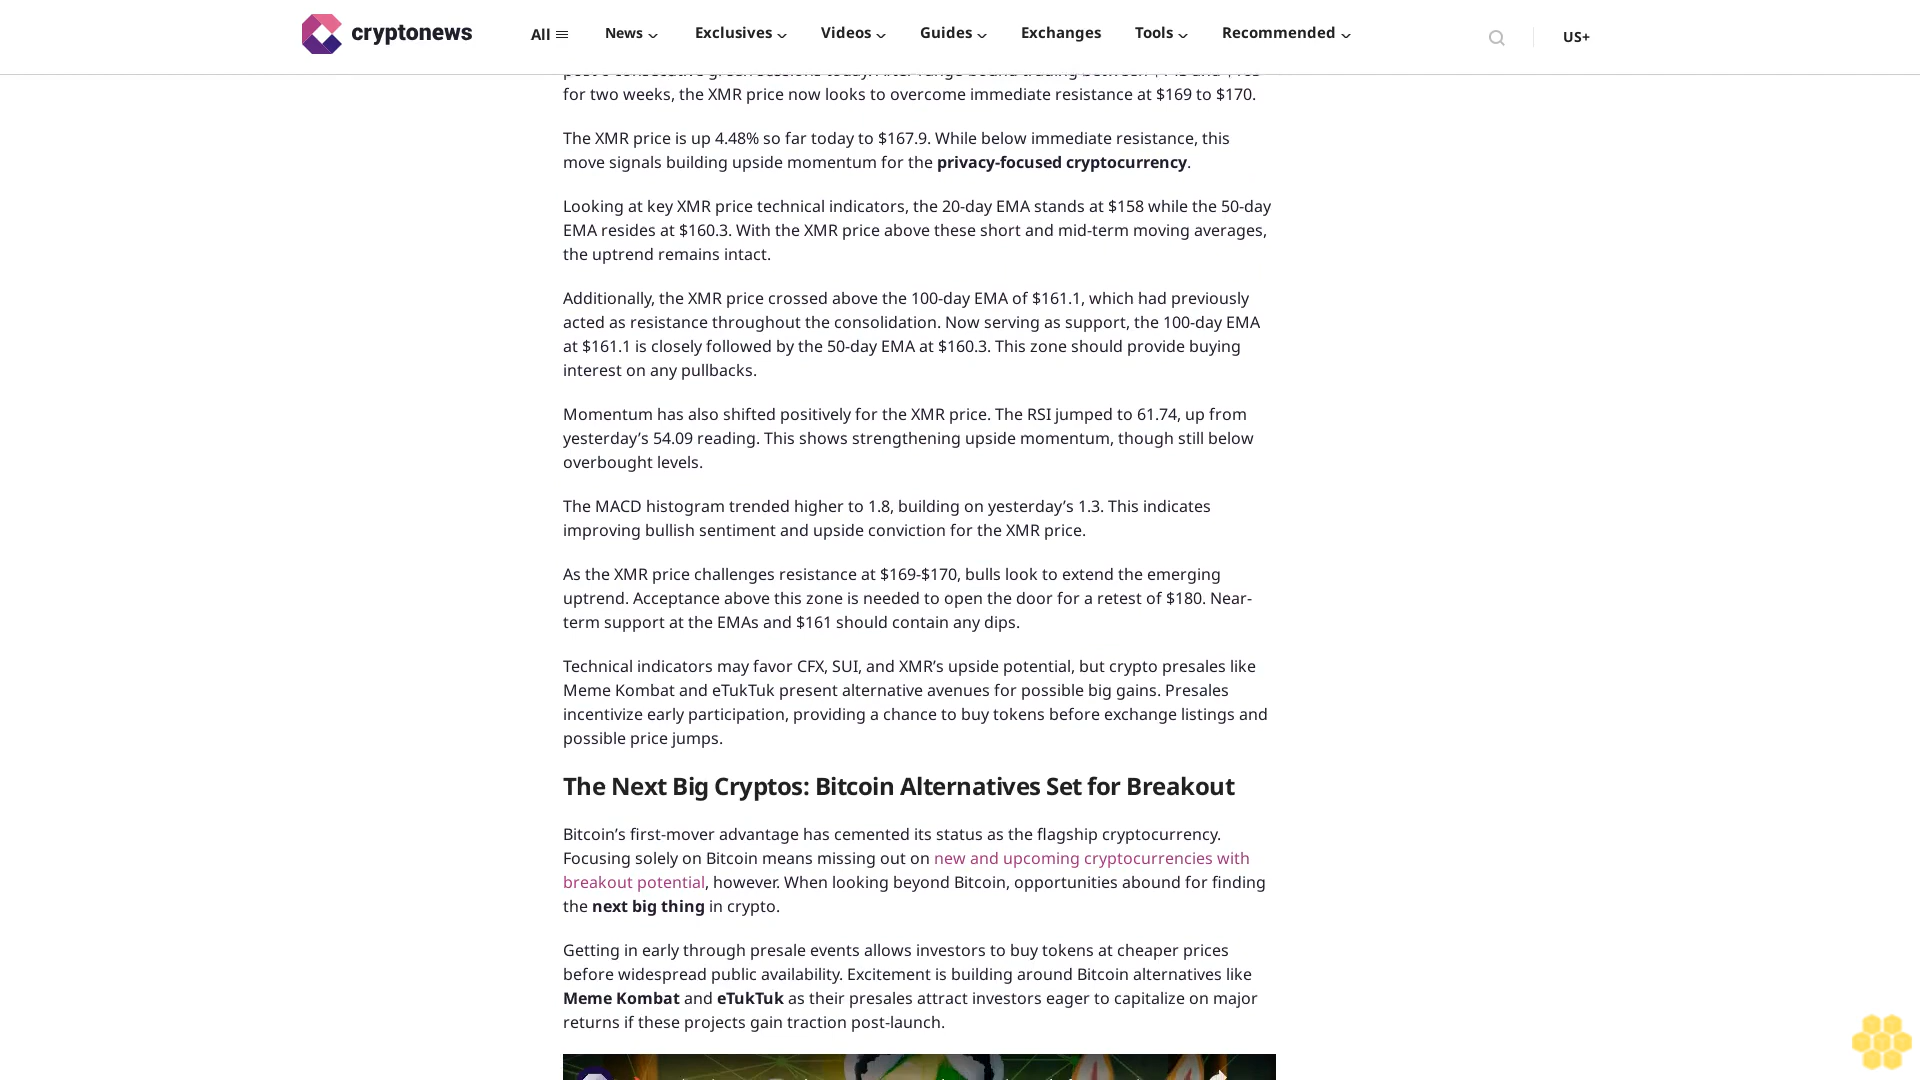 cryptonews
All
News
Exclusives
Videos
Guides
Exchanges
Tools
Recommended
US+
for two weeks, the XMR price now looks to overcome immediate resistance at $169 to $170.
The XMR price is up 4.48% so far today to $167.9. While below immediate resistance, this
move signals building upside momentum for the privacy-focused cryptocurrency.
Looking at key XMR price technical indicators, the 20-day EMA stands at $158 while the 50-day
EMA resides at $160.3. With the XMR price above these short and mid-term moving averages,
the uptrend remains intact.
Additionally, the XMR price crossed above the 100-day EMA of $161.1, which had previously
acted as resistance throughout the consolidation. Now serving as support, the 100-day EMA
at $161.1 is closely followed by the 50-day EMA at $160.3. This zone should provide buying
interest on any pullbacks.
Momentum has also shifted positively for the XMR price. The RSI jumped to 61.74, up from
yesterday’s 54.09 reading. This shows strengthening upside momentum, though still below
overbought levels.
The MACD histogram trended higher to 1.8, building on yesterday’s 1.3. This indicates
improving bullish sentiment and upside conviction for the XMR price.
As the XMR price challenges resistance at $169-$170, bulls look to extend the emerging
uptrend. Acceptance above this zone is needed to open the door for a retest of $180. Near-
term support at the EMAs and $161 should contain any dips.
Technical indicators may favor CFX, SUI, and XMR’s upside potential, but crypto presales like
Meme Kombat and eTukTuk present alternative avenues for possible big gains. Presales
incentivize early participation, providing a chance to buy tokens before exchange listings and
possible price jumps.
The Next Big Cryptos: Bitcoin Alternatives Set for Breakout
Bitcoin’s first-mover advantage has cemented its status as the flagship cryptocurrency.
Focusing solely on Bitcoin means missing out on new and upcoming cryptocurrencies with
breakout potential, however. When looking beyond Bitcoin, opportunities abound for finding
the next big thing in crypto.
Getting in early through presale events allows investors to buy tokens at cheaper prices
before widespread public availability. Excitement is building around Bitcoin alternatives like
Meme Kombat and eTukTuk as their presales attract investors eager to capitalize on major
returns if these projects gain traction post-launch.